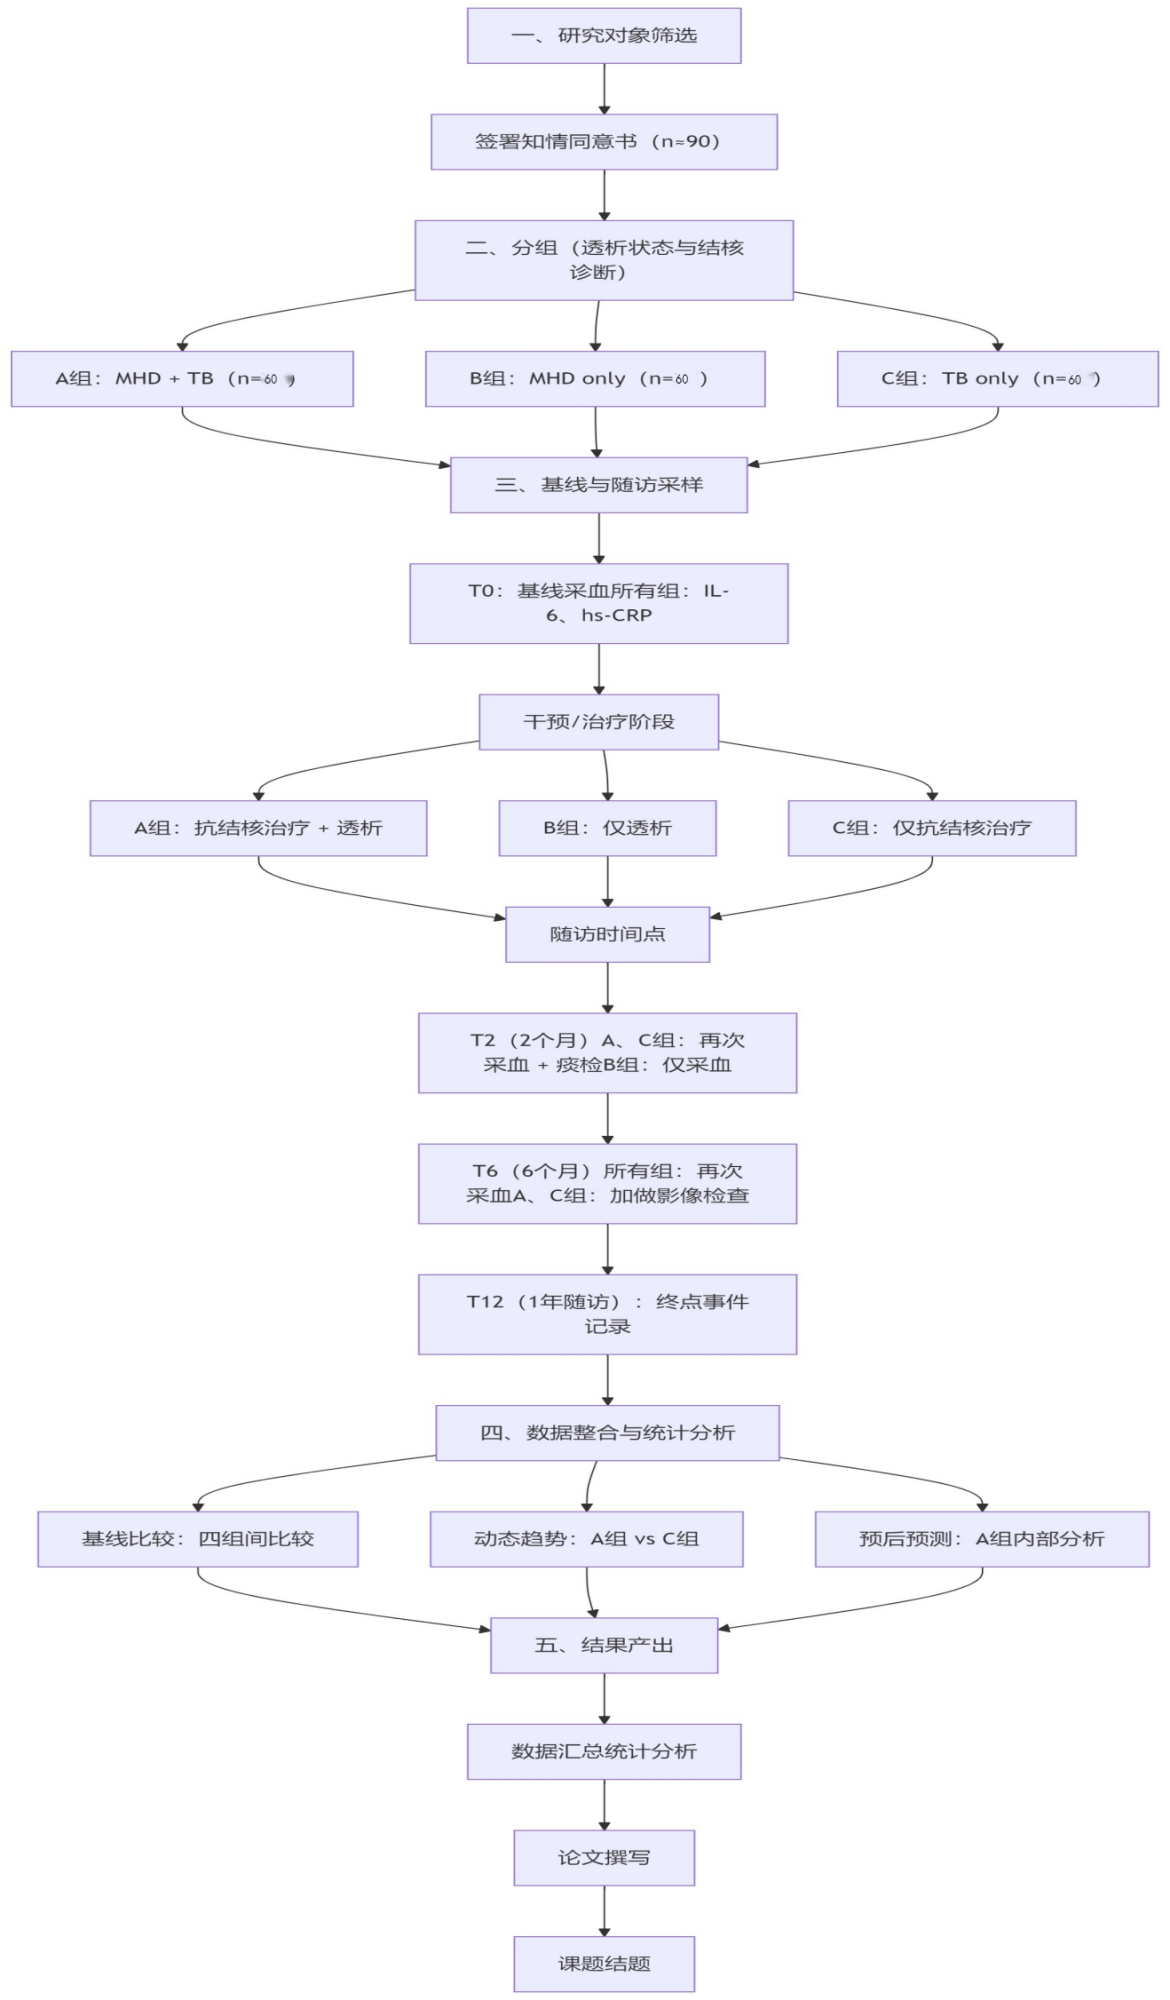 一、研究对象筛选
签署知情同意书（n≈90）
二、分组（透析状态与结核
诊断）
A组：MHD + TB（n=60）
B组：MHD only（n=60 ）
C组：TB only（n=60 ）
三、基线与随访采样
T0：基线采血所有组：IL-
6、hs-CRP
干预/治疗阶段
A组：抗结核治疗 + 透析
B组：仅透析
C组：仅抗结核治疗
随访时间点
T2（2个月）A、C组：再次
采血 + 痰检B组：仅采血
T6（6个月）所有组：再次
采血A、C组：加做影像检查
T12（1年随访）：终点事件
记录
四、数据整合与统计分析
基线比较：四组间比较
动态趋势：A组 vs C组
预后预测：A组内部分析
五、结果产出
数据汇总统计分析
论文撰写
课题结题